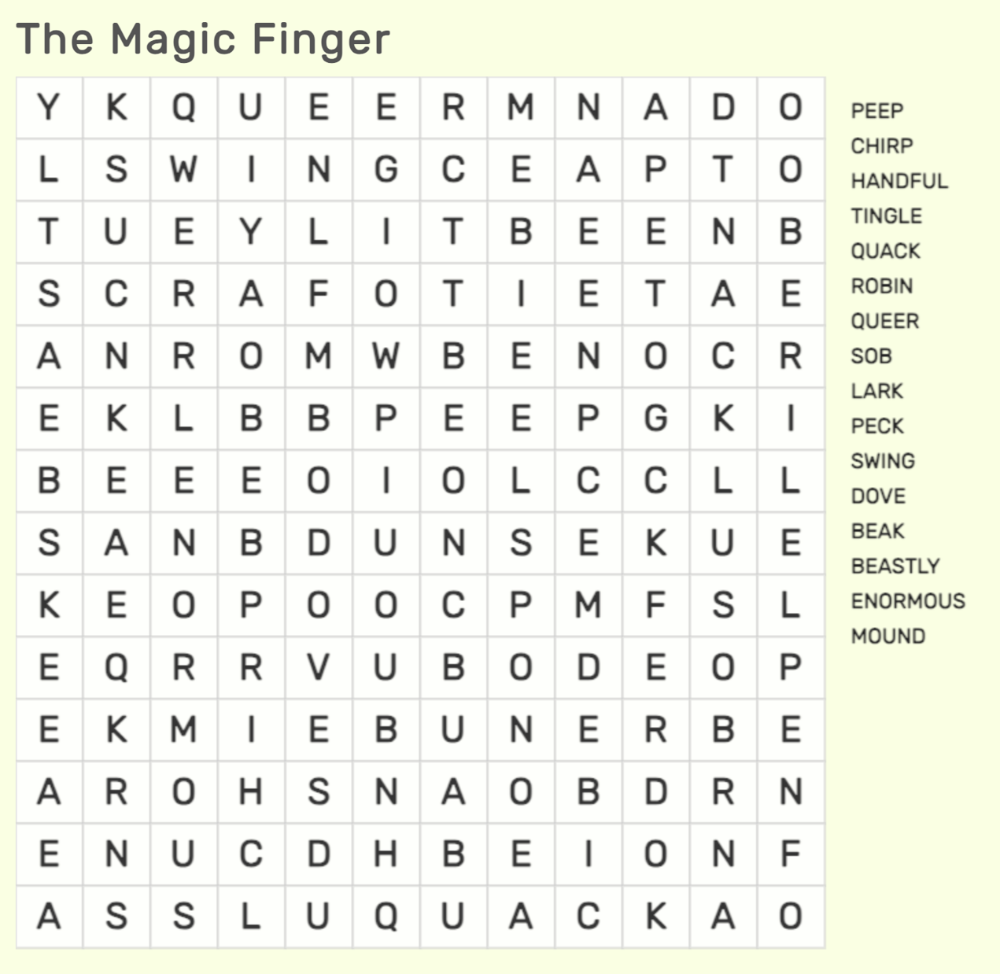 The Magic Finger
Y K Q U E E R M N A D O
L S W I N G C E A P T O
T U E Y L I T B E E N B
S C R A F O T I E T A E
A N R O M W B E N O C R
E K L B B P E E P G K I
B E E E O I O L C C L L
S A N B D U N S E K U E
K E O P O O C P M F S L
E Q R R V U B O D E O P
E K M I E B U N E R B E
A R O H S N A O B D R N
E N U C D H B E I O N F
A S S L U Q U A C K A O
PEEP
CHIRP
HANDFUL
TINGLE
QUACK
ROBIN
QUEER
SOB
LARK
PECK
SWING
DOVE
BEAK
BEASTLY
ENORMOUS
MOUND